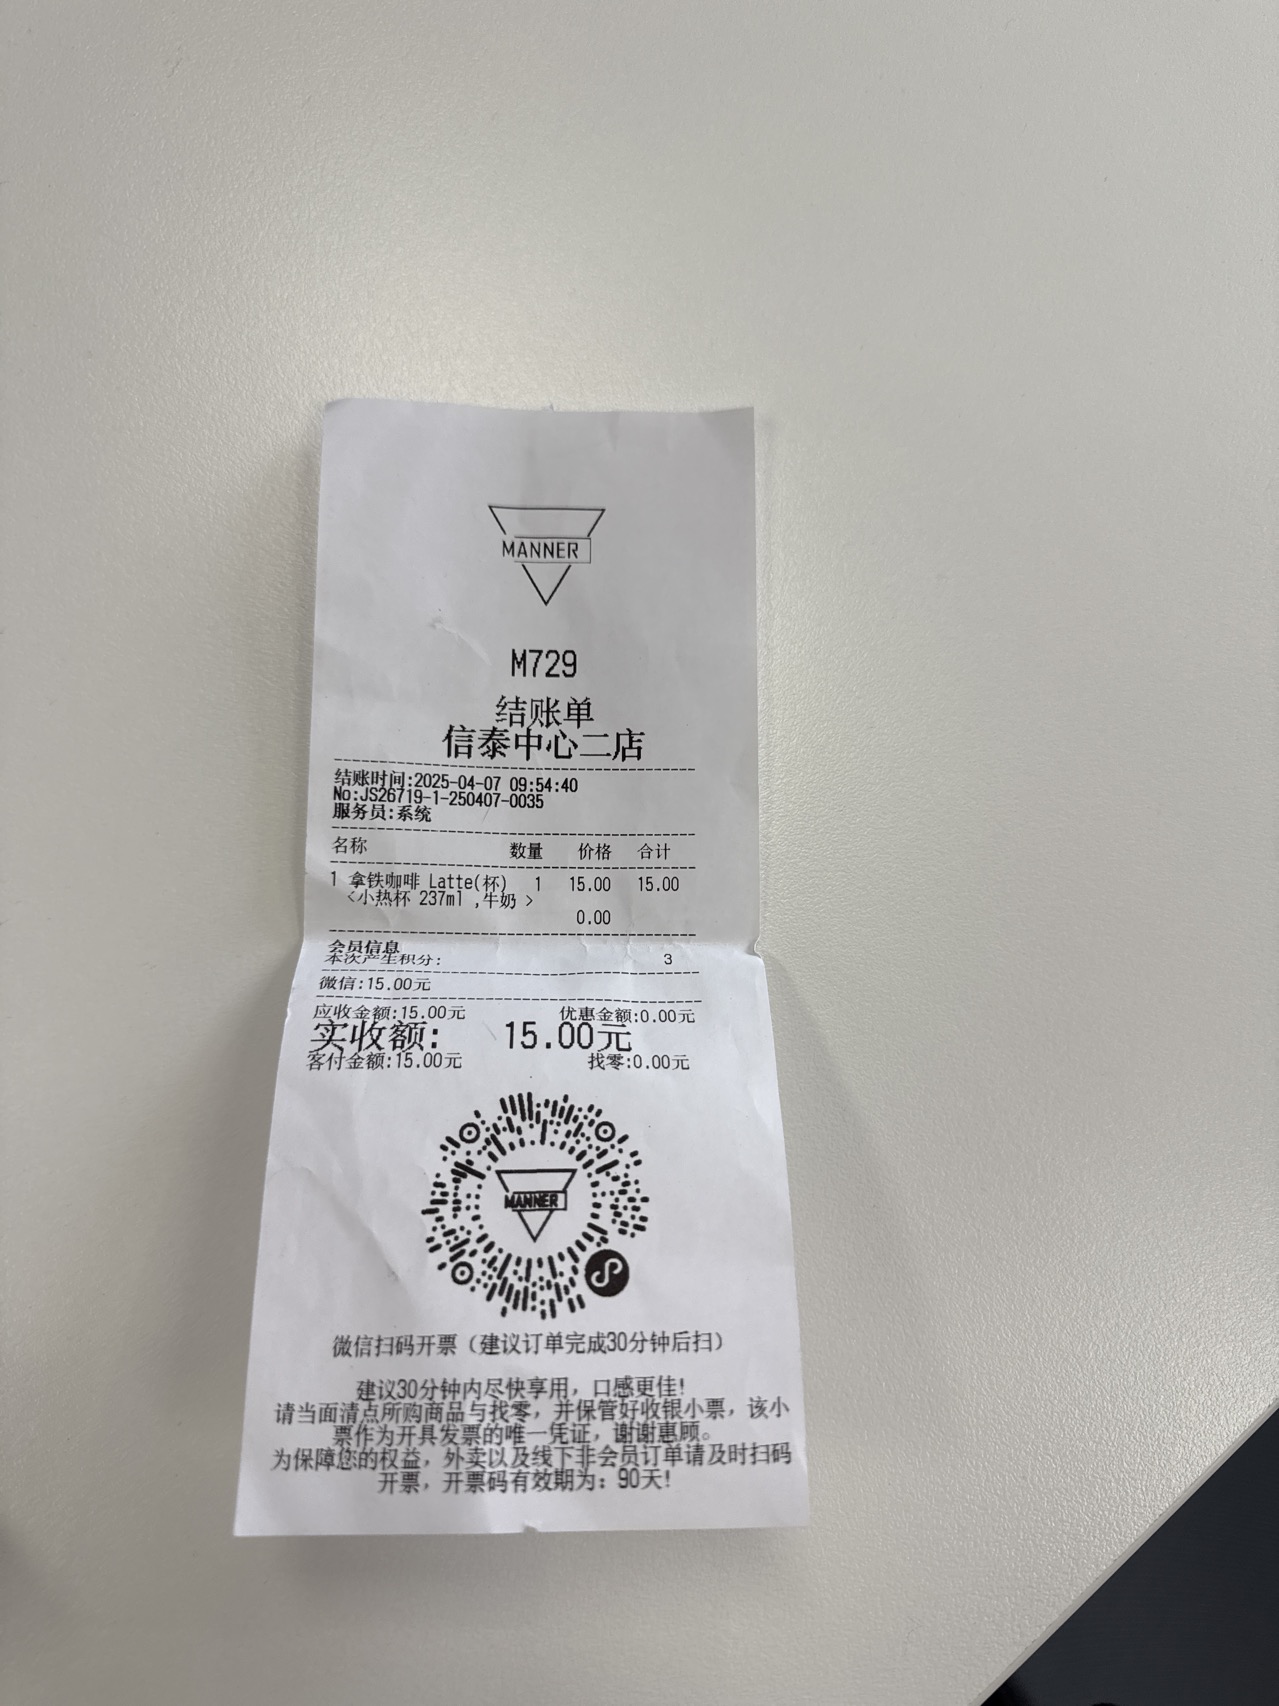 MANNER
M729
结账单
信泰中心二店
结账时间:2025-04-07 09:54:40
No:JS26719-1-250407-0035
服务员:系统
名称 数量 价格 合计
1 拿铁咖啡 Latte(杯) 1 15.00 15.00
<小热杯 237ml ,牛奶 >
0.00
会员信息
本次产生积分: 3
微信:15.00元
应收金额:15.00元 优惠金额:0.00元
实收额: 15.00元
客付金额:15.00元 找零:0.00元
MANNER
微信扫码开票（建议订单完成30分钟后扫）
建议30分钟内尽快享用，口感更佳！
请当面清点所购商品与找零，并保管好收银小票，该小
票作为开具发票的唯一凭证，谢谢惠顾。
为保障您的权益，外卖以及线下非会员订单请及时扫码
开票，开票码有效期为：90天！